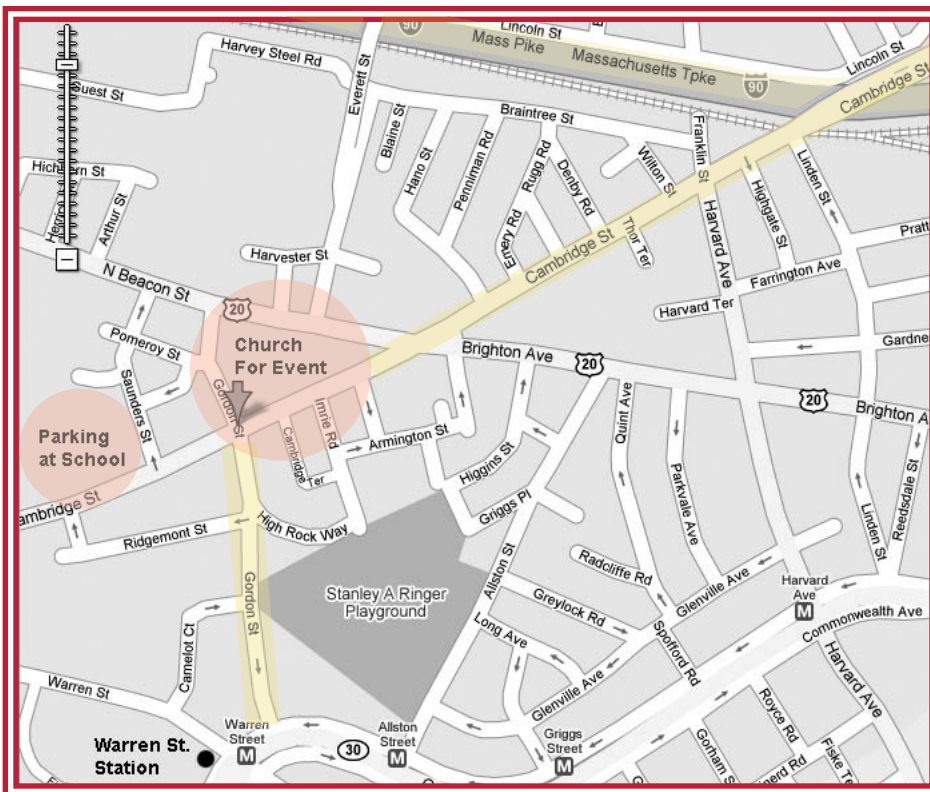 Lincoln St
90
Mass Pike
Massachusetts Tpke
90
Lincoln St
Cambridge St
Harvey Steel Rd
Everett St
Guest St
Braintree St
Blaine St
Franklin St
Hano St
Penniman Rd
Rugg Rd
Denby Rd
Wilton St
Highgate St
Linden St
Arthur St
Emery Rd
Thor Ter
Cambridge St
Harvard Ave
Pratt
Harvester St
N Beacon St
20
Farrington Ave
Harvard Ter
Pomeroy St
Church
For Event
Brighton Ave
20
Gardne
Saunders St
Gordon St
Imrie Rd
Cambridge
Ter
Armington St
Quint Ave
20
Brighton A
Parking
at School
Higgins St
Parkvale Ave
Reedsdale St
Linden St
ambridge St
Ridgemont St
High Rock Way
Griggs Pl
Allston St
Radcliffe Rd
Glenville Ave
Harvard
Ave
M
Stanley A Ringer
Playground
Greylock Rd
Gordon St
Commonwealth Ave
Camelot Ct
Long Ave
Spofford Rd
Glenville Ave
Harvard Ave
Warren St
Royce Rd
Warren
Street
M
Allston
Street
M
Griggs
Street
M
30
Warren St.
Station
Gorham S
Fiske Te